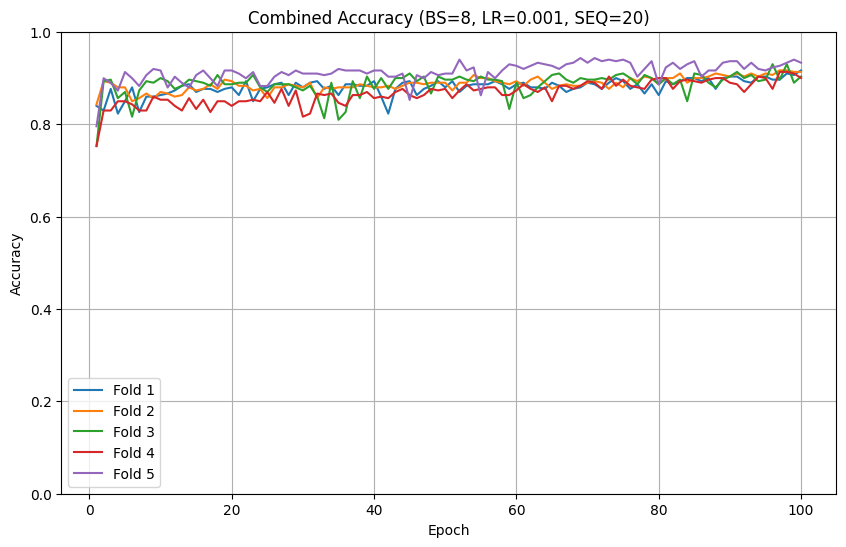 Combined Accuracy (BS=8, LR=0.001, SEQ=20)
Accuracy
1.0
0.8
0.6
0.4
0.2
0.0
Fold 1
Fold 2
Fold 3
Fold 4
Fold 5
0 20 40 60 80 100
Epoch